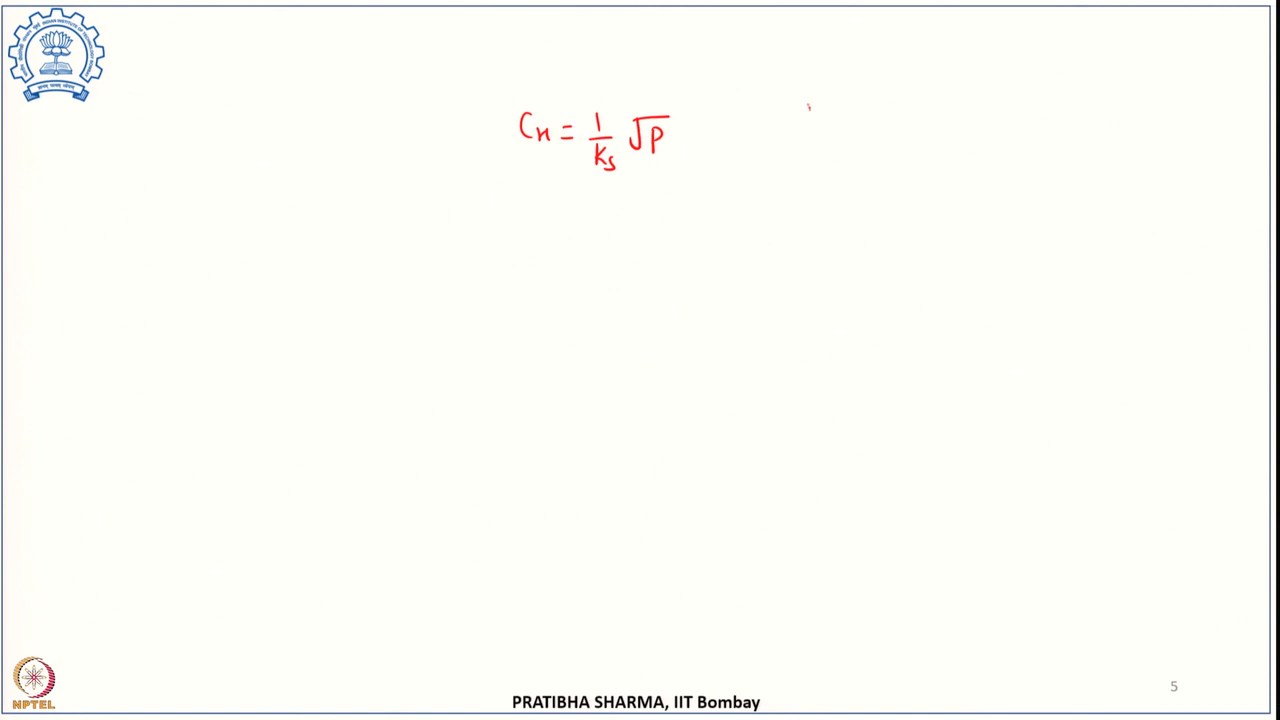 C_H = 1/K_s √P
5
NPTEL
PRATIBHA SHARMA, IIT Bombay